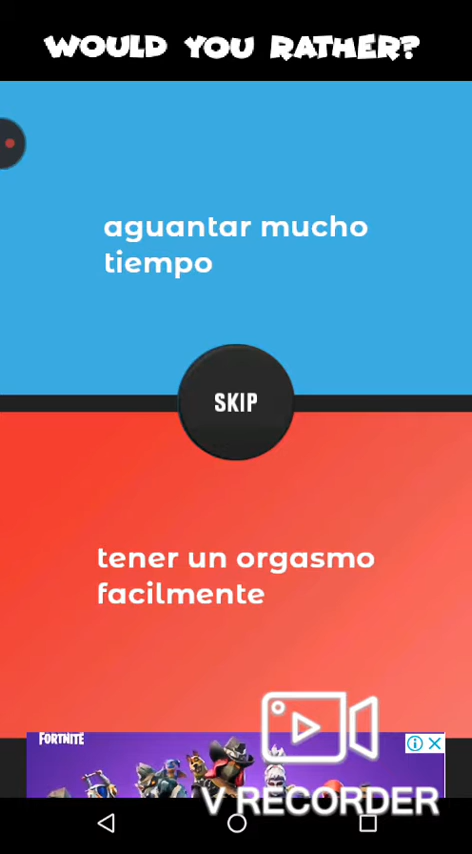 WOULD YOU RATHER?
aguantar mucho
tiempo
SKIP
tener un orgasmo
facilmente
FORTNITE
V RECORDER